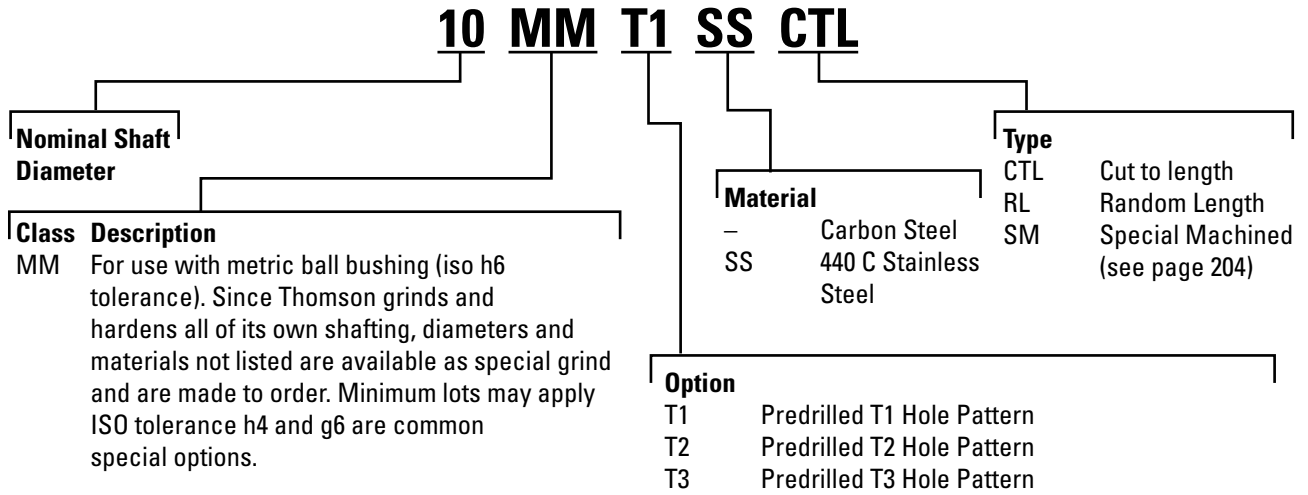 10 MM T1 SS CTL
Nominal Shaft
Diameter
Class Description
MM For use with metric ball bushing (iso h6
tolerance). Since Thomson grinds and
hardens all of its own shafting, diameters and
materials not listed are available as special grind
and are made to order. Minimum lots may apply
ISO tolerance h4 and g6 are common
special options.
Material
– Carbon Steel
SS 440 C Stainless
Steel
Type
CTL Cut to length
RL Random Length
SM Special Machined
(see page 204)
Option
T1 Predrilled T1 Hole Pattern
T2 Predrilled T2 Hole Pattern
T3 Predrilled T3 Hole Pattern